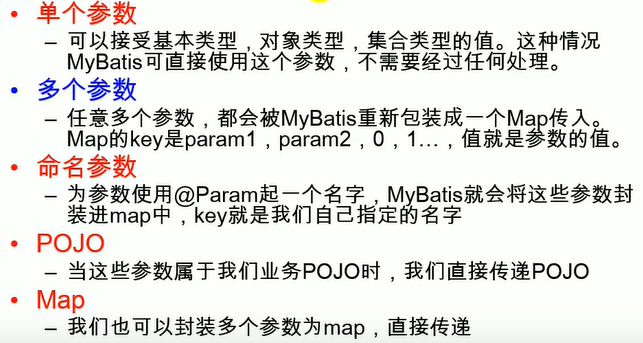 • 单个参数
– 可以接受基本类型，对象类型，集合类型的值。这种情况
MyBatis可直接使用这个参数，不需要经过任何处理。
• 多个参数
– 任意多个参数，都会被MyBatis重新包装成一个Map传入。
Map的key是param1，param2，0，1…，值就是参数的值。
• 命名参数
– 为参数使用@Param起一个名字，MyBatis就会将这些参数封
装进map中，key就是我们自己指定的名字
• POJO
– 当这些参数属于我们业务POJO时，我们直接传递POJO
• Map
– 我们也可以封装多个参数为map，直接传递